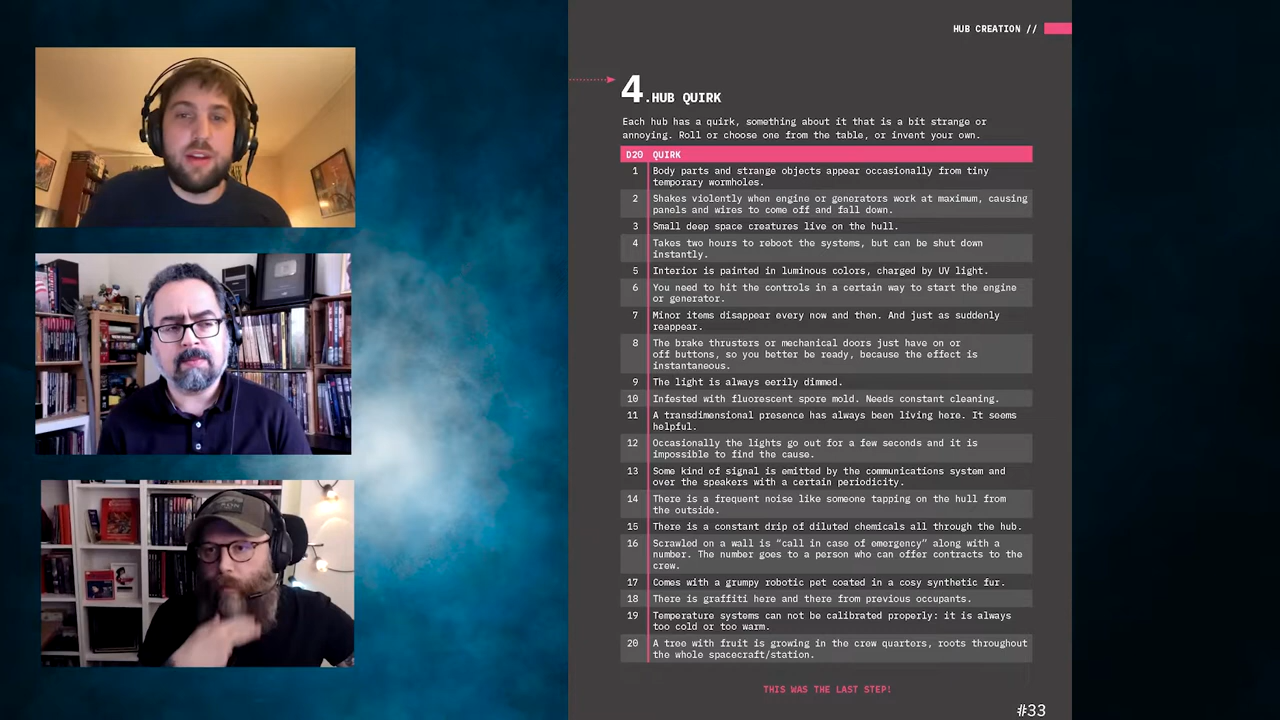 HUB CREATION //
4.HUB QUIRK
Each hub has a quirk, something about it that is a bit strange or
annoying. Roll or choose one from the table, or invent your own.
D20 QUIRK
1 Body parts and strange objects appear occasionally from tiny
temporary wormholes.
2 Shakes violently when engine or generators work at maximum, causing
panels and wires to come off and fall down.
3 Small deep space creatures live on the hull.
4 Takes two hours to reboot the systems, but can be shut down
instantly.
5 Interior is painted in luminous colors, charged by UV light.
6 You need to hit the controls in a certain way to start the engine
or generator.
7 Minor items disappear every now and then. And just as suddenly
reappear.
8 The brake thrusters or mechanical doors just have on or
off buttons, so you better be ready, because the effect is
instantaneous.
9 The light is always eerily dimmed.
10 Infested with fluorescent spore mold. Needs constant cleaning.
11 A transdimensional presence has always been living here. It seems
helpful.
12 Occasionally the lights go out for a few seconds and it is
impossible to find the cause.
13 Some kind of signal is emitted by the communications system and
over the speakers with a certain periodicity.
14 There is a frequent noise like someone tapping on the hull from
the outside.
15 There is a constant drip of diluted chemicals all through the hub.
16 Scrawled on a wall is “call in case of emergency” along with a
number. The number goes to a person who can offer contracts to the
crew.
17 Comes with a grumpy robotic pet coated in a cosy synthetic fur.
18 There is graffiti here and there from previous occupants.
19 Temperature systems can not be calibrated properly: it is always
too cold or too warm.
20 A tree with fruit is growing in the crew quarters, roots throughout
the whole spacecraft/station.
THIS WAS THE LAST STEP!
#33